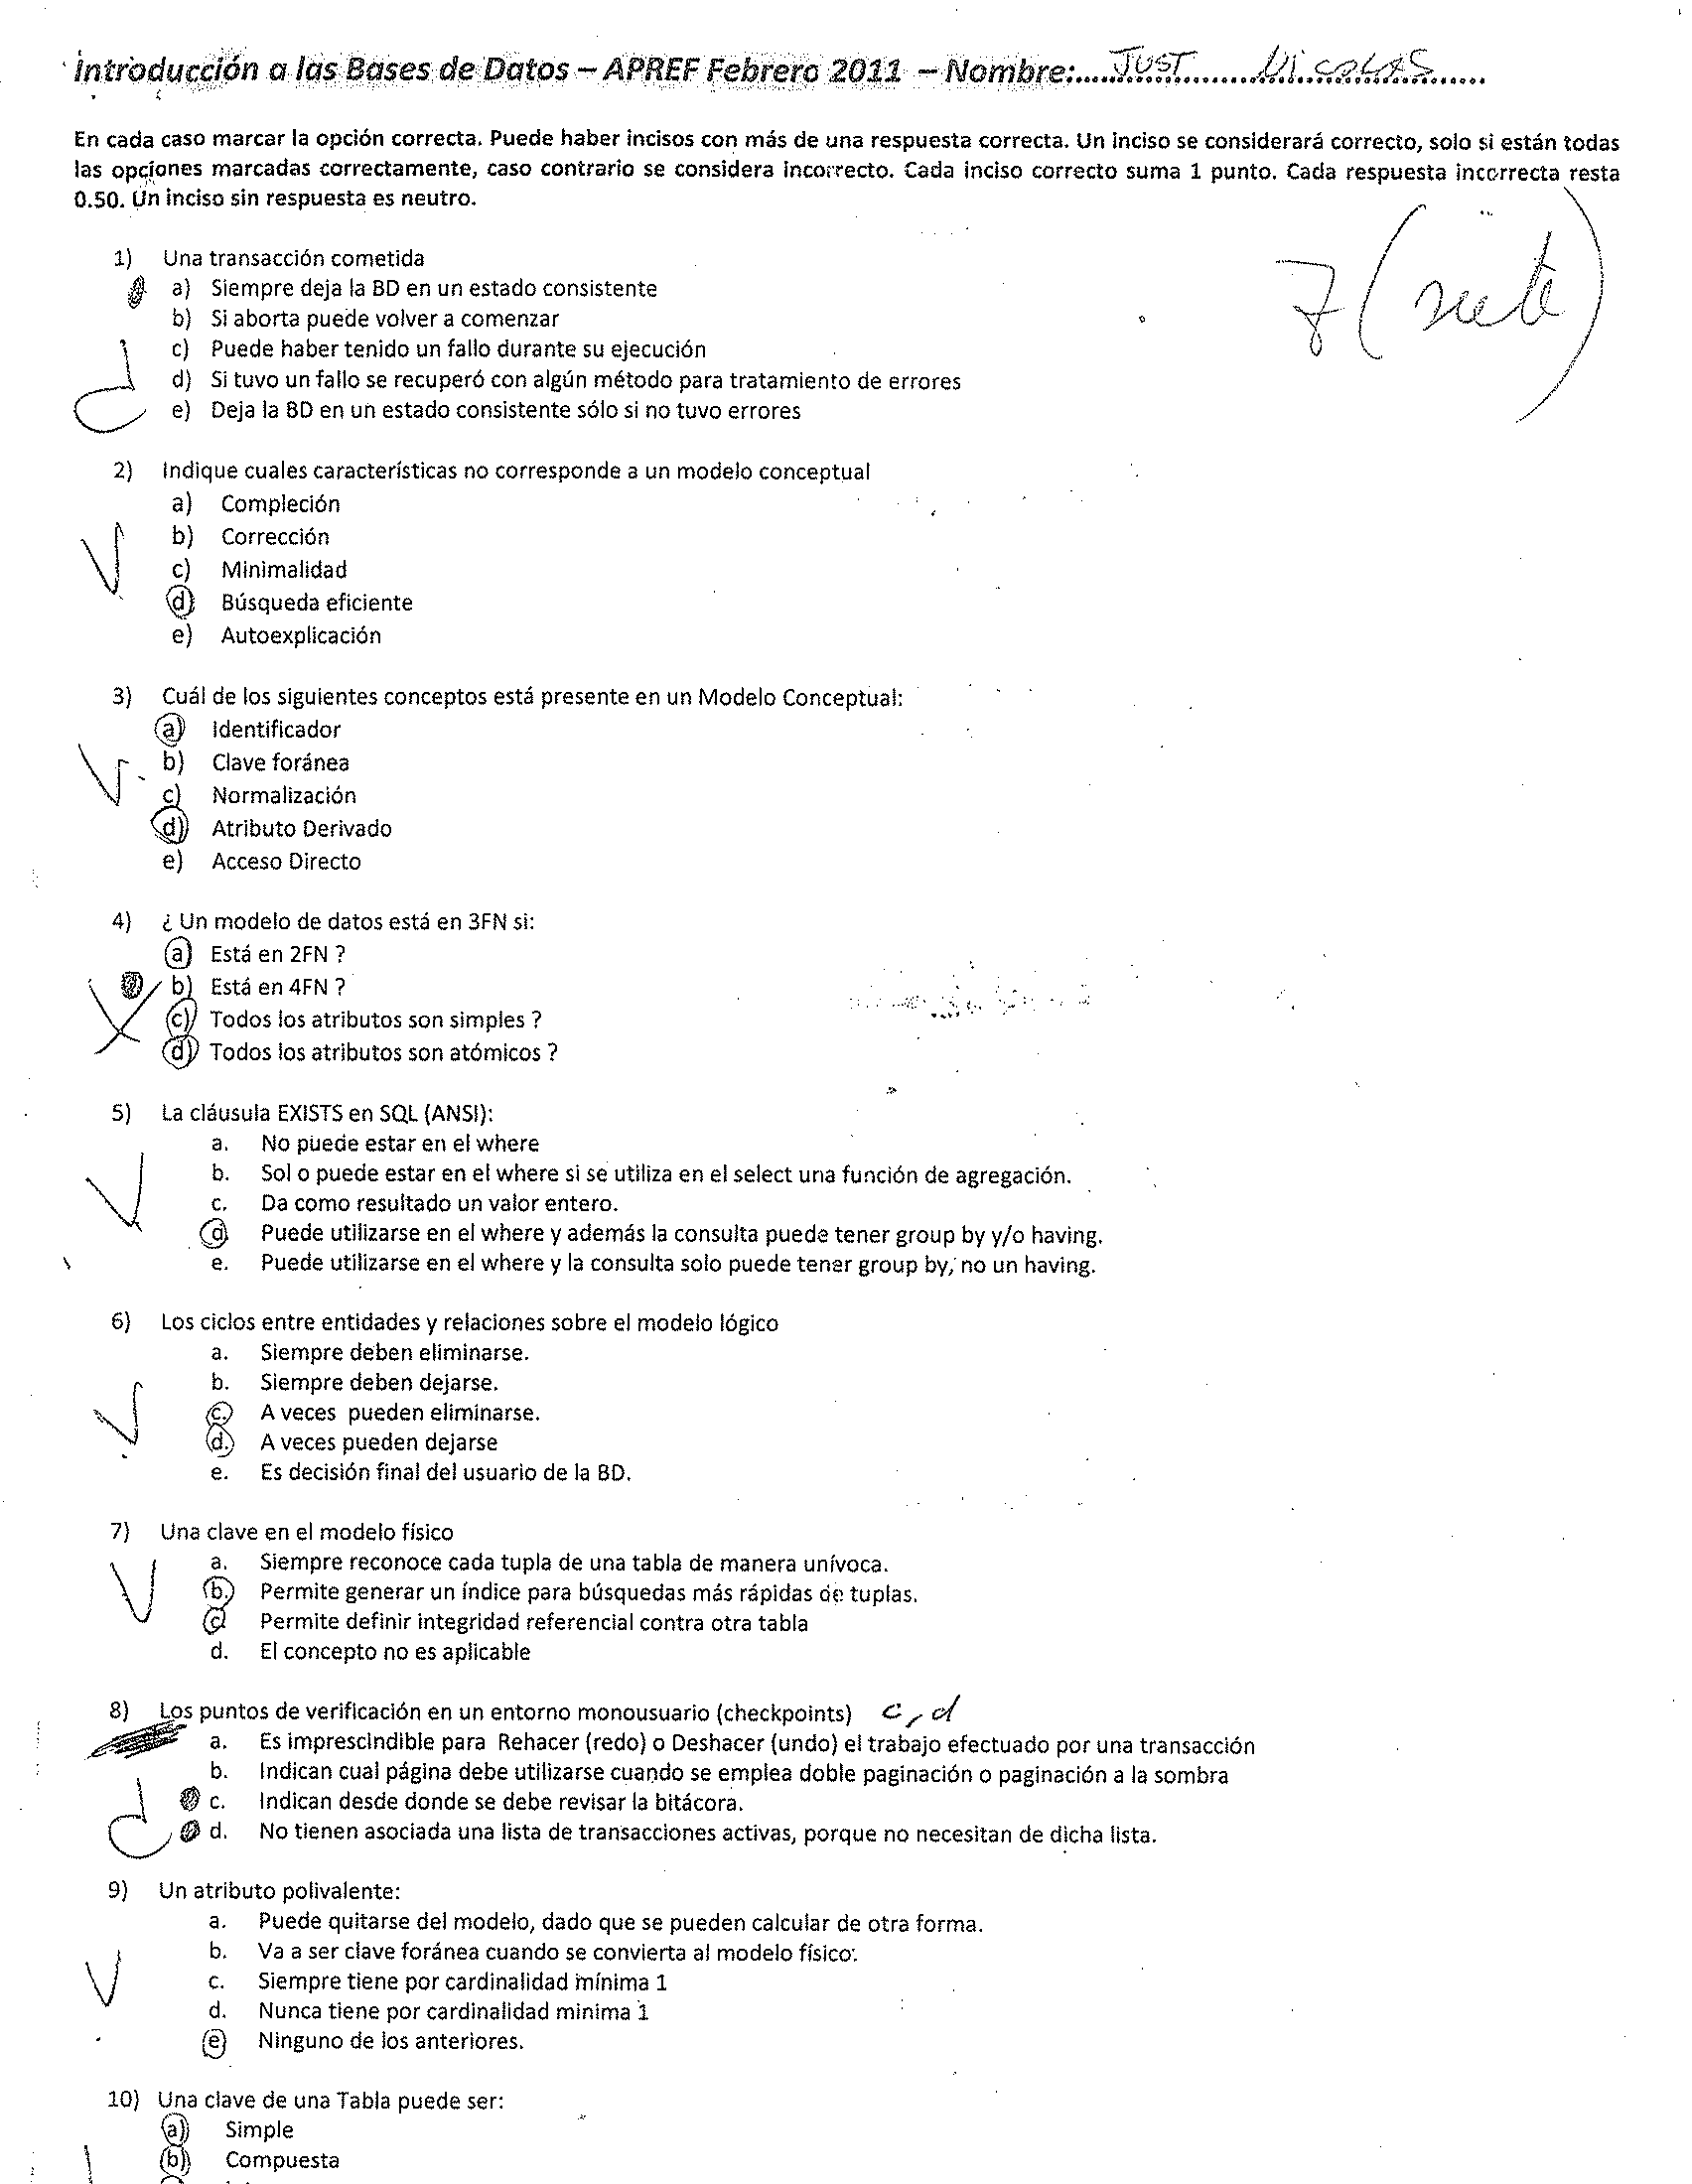 Introducción a las Bases de Datos – APREF Febrero 2011 – Nombre:.....JUST.........NICOLAS......
En cada caso marcar la opción correcta. Puede haber incisos con más de una respuesta correcta. Un inciso se considerará correcto, solo si están todas
las opciones marcadas correctamente, caso contrario se considera incorrecto. Cada inciso correcto suma 1 punto. Cada respuesta incorrecta resta
0.50. Un inciso sin respuesta es neutro.
7 (siete)
1) Una transacción cometida
a) Siempre deja la BD en un estado consistente
b) Si aborta puede volver a comenzar
c) Puede haber tenido un fallo durante su ejecución
d) Si tuvo un fallo se recuperó con algún método para tratamiento de errores
e) Deja la BD en un estado consistente sólo si no tuvo errores
2) Indique cuales características no corresponde a un modelo conceptual
a) Compleción
b) Corrección
c) Minimalidad
d) Búsqueda eficiente
e) Autoexplicación
3) Cuál de los siguientes conceptos está presente en un Modelo Conceptual:
a) Identificador
b) Clave foránea
c) Normalización
d) Atributo Derivado
e) Acceso Directo
4) ¿ Un modelo de datos está en 3FN si:
a) Está en 2FN ?
b) Está en 4FN ?
c) Todos los atributos son simples ?
d) Todos los atributos son atómicos ?
5) La cláusula EXISTS en SQL (ANSI):
a. No puede estar en el where
b. Sol o puede estar en el where si se utiliza en el select una función de agregación.
c. Da como resultado un valor entero.
d. Puede utilizarse en el where y además la consulta puede tener group by y/o having.
e. Puede utilizarse en el where y la consulta solo puede tener group by, no un having.
6) Los ciclos entre entidades y relaciones sobre el modelo lógico
a. Siempre deben eliminarse.
b. Siempre deben dejarse.
c. A veces pueden eliminarse.
d. A veces pueden dejarse
e. Es decisión final del usuario de la BD.
7) Una clave en el modelo físico
a. Siempre reconoce cada tupla de una tabla de manera unívoca.
b. Permite generar un índice para búsquedas más rápidas de tuplas.
c. Permite definir integridad referencial contra otra tabla
d. El concepto no es aplicable
8) Los puntos de verificación en un entorno monousuario (checkpoints) c, d
a. Es imprescindible para Rehacer (redo) o Deshacer (undo) el trabajo efectuado por una transacción
b. Indican cual página debe utilizarse cuando se emplea doble paginación o paginación a la sombra
c. Indican desde donde se debe revisar la bitácora.
d. No tienen asociada una lista de transacciones activas, porque no necesitan de dicha lista.
9) Un atributo polivalente:
a. Puede quitarse del modelo, dado que se pueden calcular de otra forma.
b. Va a ser clave foránea cuando se convierta al modelo físico.
c. Siempre tiene por cardinalidad mínima 1
d. Nunca tiene por cardinalidad minima 1
e) Ninguno de los anteriores.
10) Una clave de una Tabla puede ser:
a) Simple
b) Compuesta